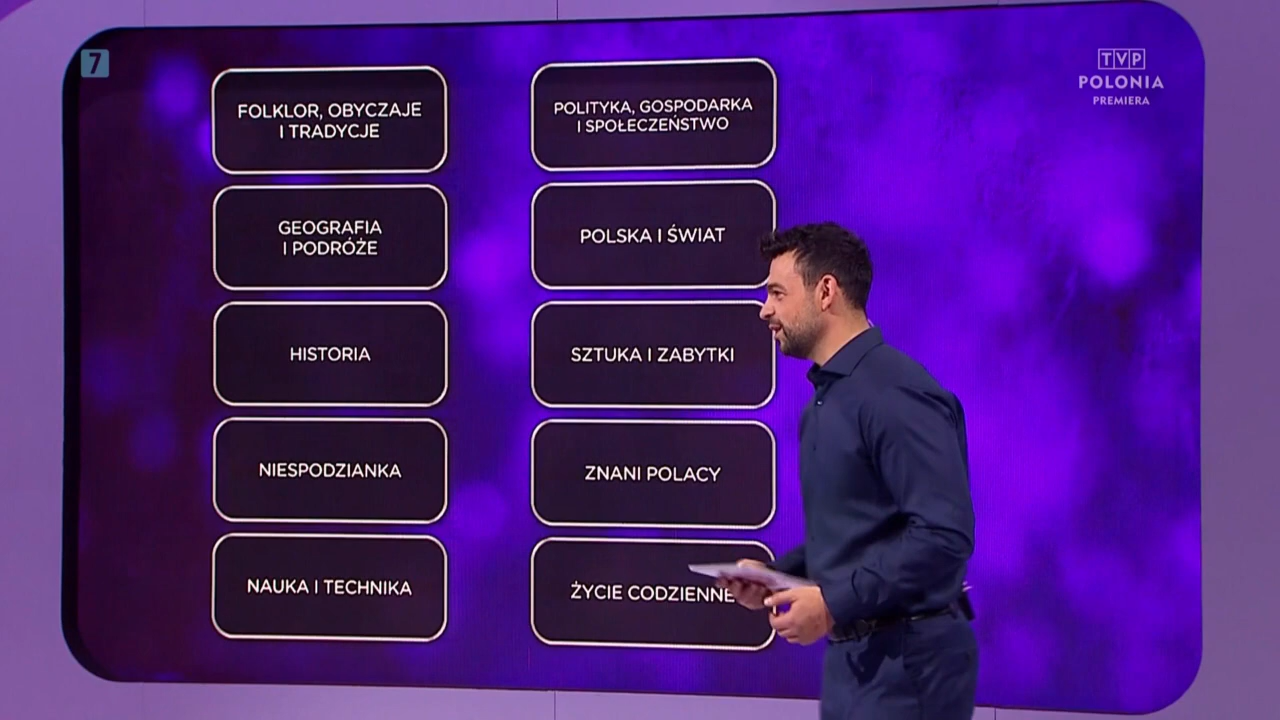 7
TVP
POLONIA
PREMIERA
FOLKLOR, OBYCZAJE
I TRADYCJE
GEOGRAFIA
I PODRÓŻE
HISTORIA
NIESPODZIANKA
NAUKA I TECHNIKA
POLITYKA, GOSPODARKA
I SPOŁECZEŃSTWO
POLSKA I ŚWIAT
SZTUKA I ZABYTKI
ZNANI POLACY
ŻYCIE CODZIENNE